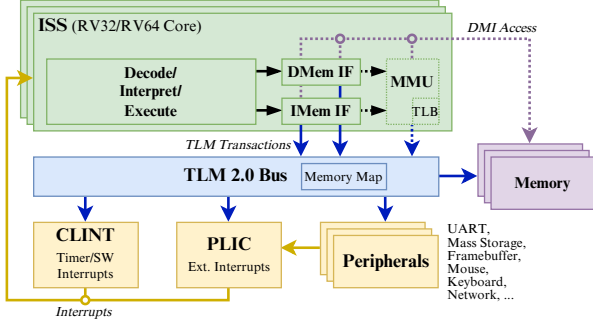 ISS (RV32/RV64 Core)
DMI Access
Decode/
Interpret/
Execute
DMem IF
IMem IF
MMU
TLB
TLM Transactions
TLM 2.0 Bus
Memory Map
Memory
CLINT
Timer/SW
Interrupts
PLIC
Ext. Interrupts
Peripherals
UART,
Mass Storage,
Framebuffer,
Mouse,
Keyboard,
Network, ...
Interrupts